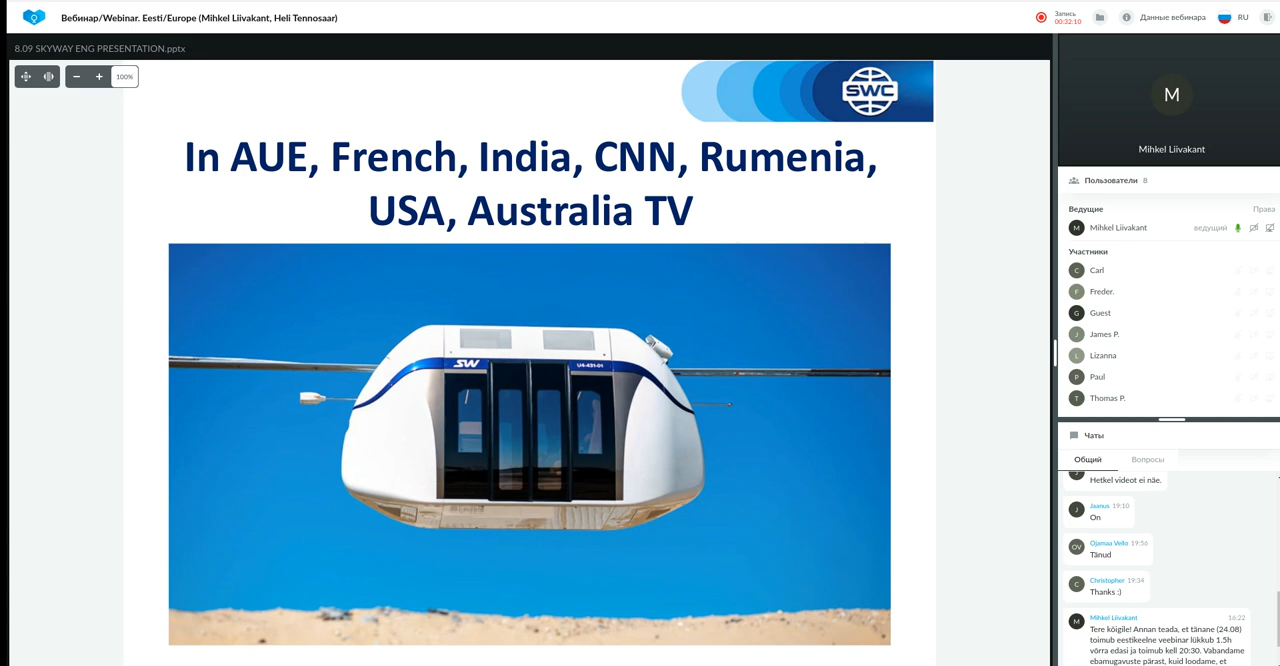 Вебинар/Webinar. Eesti/Europe (Mihkel Liivakant, Heli Tennosaar)
Запись
00:32:10
Данные вебинара
RU
8.09 SKYWAY ENG PRESENTATION.pptx
100%
SWC
In AUE, French, India, CNN, Rumenia,
USA, Australia TV
SW
U4-431-01
M
Mihkel Liivakant
Пользователи 8
Ведущие
Права
M Mihkel Liivakant ведущий
Участники
C Carl
F Freder.
G Guest
J James P.
L Lizanna
P Paul
T Thomas P.
Чаты
Общий
Вопросы
Hetkel videot ei näe.
J Jaanus 19:10
On
OV Ojamaa Vello 19:56
Tänud
C Christopher 19:34
Thanks :)
M Mihkel Liivakant 16:22
Tere kõigile! Annan teada, et tänane (24.08)
toimub eestikeelne veebinar lükkub 1.5h
võrra edasi ja toimub kell 20:30. Vabandame
ebamugavuste pärast, kuid loodame, et